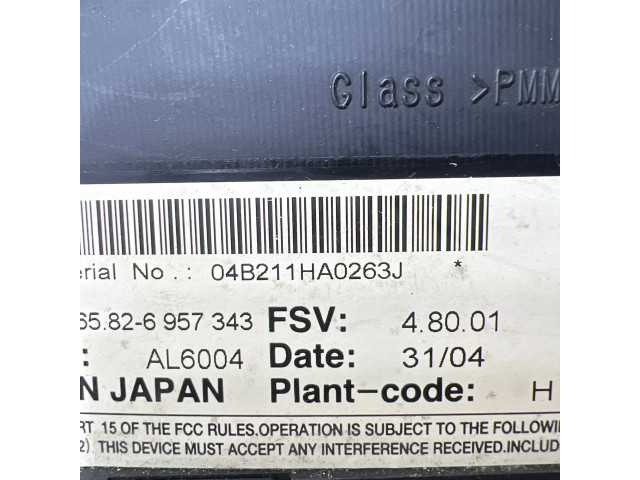 Class >PMM
erial No.: 04B211HA0263J *
65.82-6 957 343 FSV: 4.80.01
: AL6004 Date: 31/04
N JAPAN Plant-code: H
RT 15 OF THE FCC RULES.OPERATION IS SUBJECT TO THE FOLLOWI
2) THIS DEVICE MUST ACCEPT ANY INTERFERENCE RECEIVED.INCL